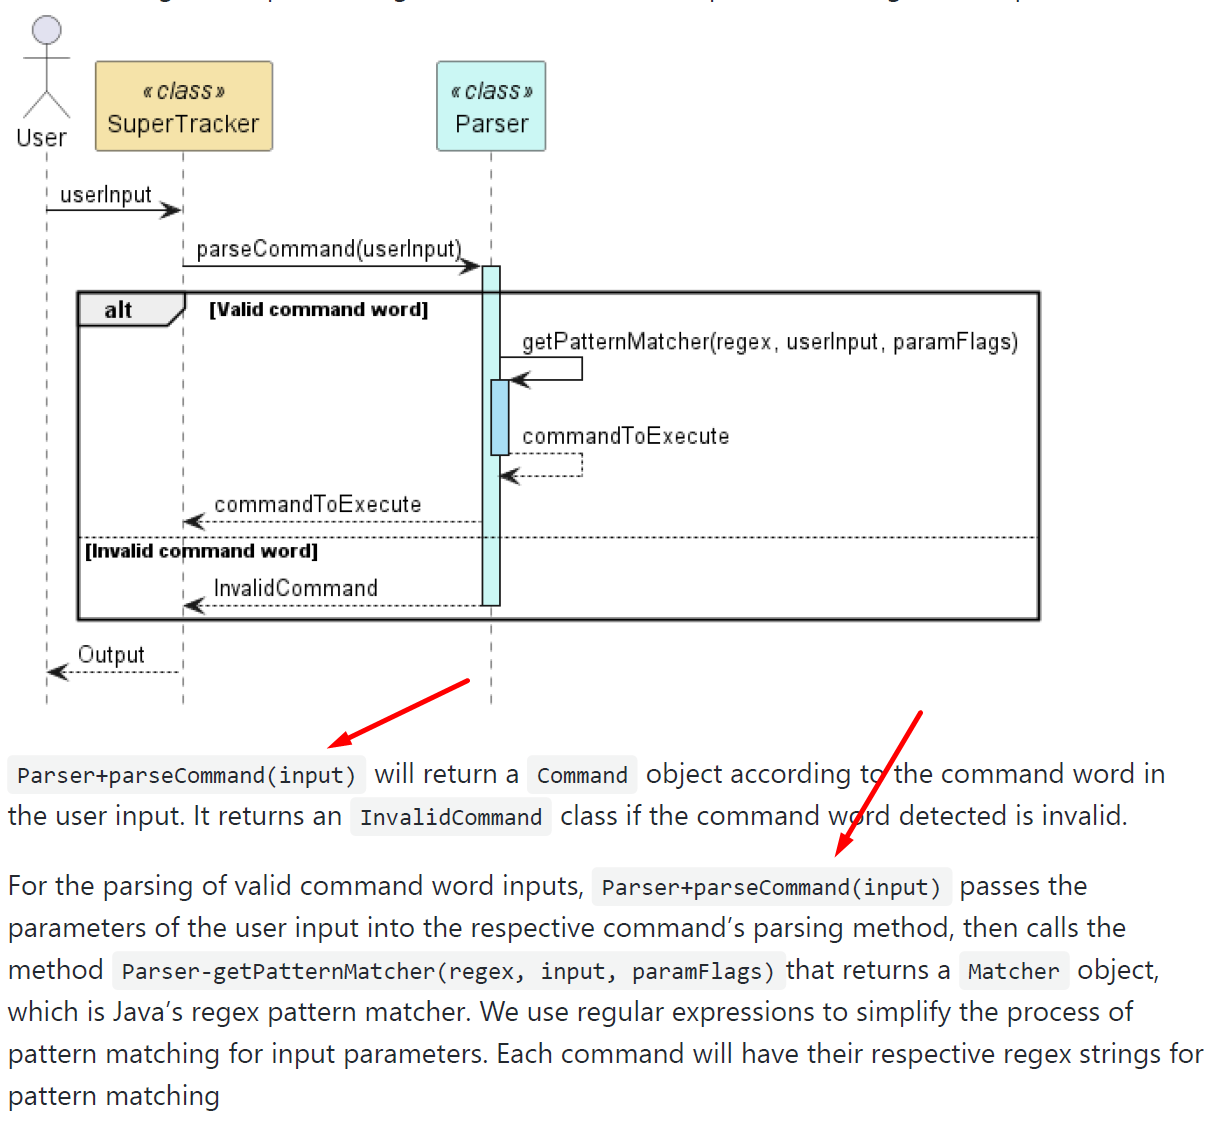 «class»
SuperTracker
«class»
Parser
User
userInput
parseCommand(userInput)
alt
[Valid command word]
getPatternMatcher(regex, userInput, paramFlags)
commandToExecute
commandToExecute
[Invalid command word]
InvalidCommand
Output
Parser+parseCommand(input) will return a Command object according to the command word in
the user input. It returns an InvalidCommand class if the command word detected is invalid.
For the parsing of valid command word inputs, Parser+parseCommand(input) passes the
parameters of the user input into the respective command’s parsing method, then calls the
method Parser-getPatternMatcher(regex, input, paramFlags) that returns a Matcher object,
which is Java’s regex pattern matcher. We use regular expressions to simplify the process of
pattern matching for input parameters. Each command will have their respective regex strings for
pattern matching